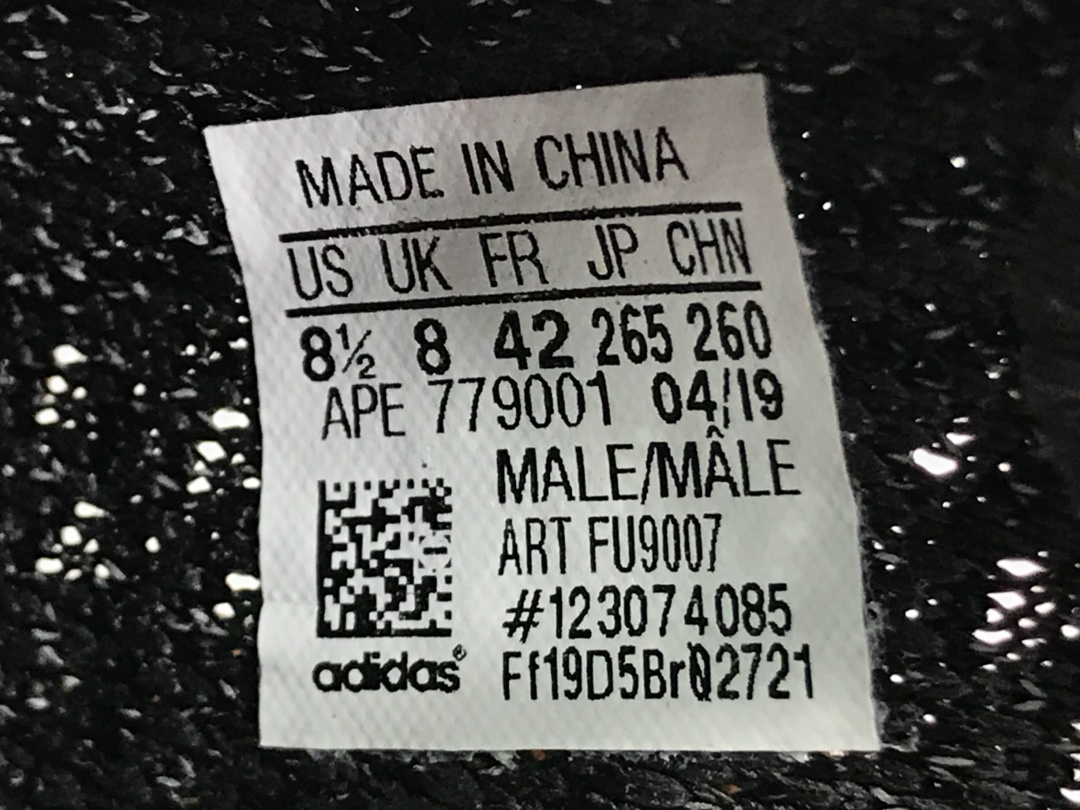 MADE IN CHINA
US UK FR JP CHN
8½ 8 42 265 260
APE 779001 04/19
MALE/MÂLE
ART FU9007
#123074085
Ff19D5Br02721
adidas®